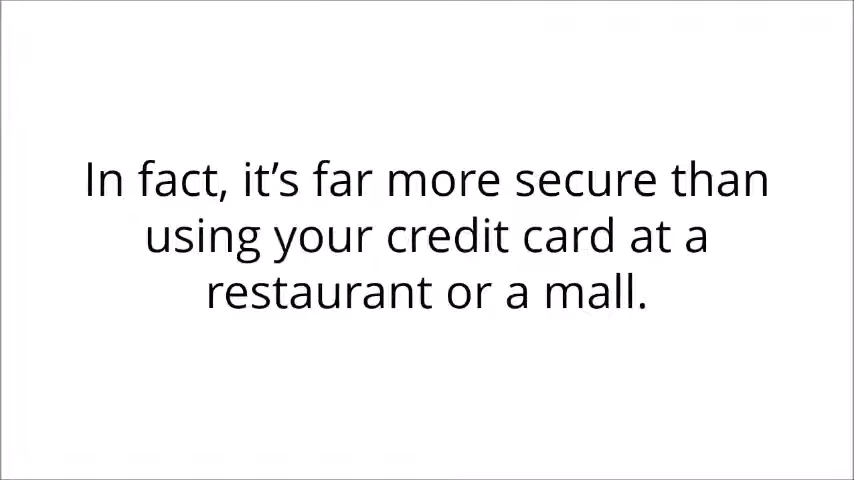 In fact, it’s far more secure than
using your credit card at a
restaurant or a mall.